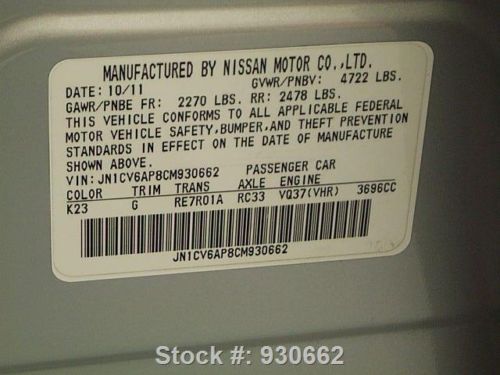 MANUFACTURED BY NISSAN MOTOR CO.,LTD.
DATE: 10/11 GVWR/PNBV: 4722 LBS.
GAWR/PNBE FR: 2270 LBS. RR: 2478 LBS.
THIS VEHICLE CONFORMS TO ALL APPLICABLE FEDERAL
MOTOR VEHICLE SAFETY,BUMPER,AND THEFT PREVENTION
STANDARDS IN EFFECT ON THE DATE OF MANUFACTURE
SHOWN ABOVE.
VIN: JN1CV6AP8CM930662 PASSENGER CAR
COLOR TRIM TRANS AXLE ENGINE
K23 G RE7R01A RC33 VQ37(VHR) 3696CC
JN1CV6AP8CM930662
Stock #: 930662